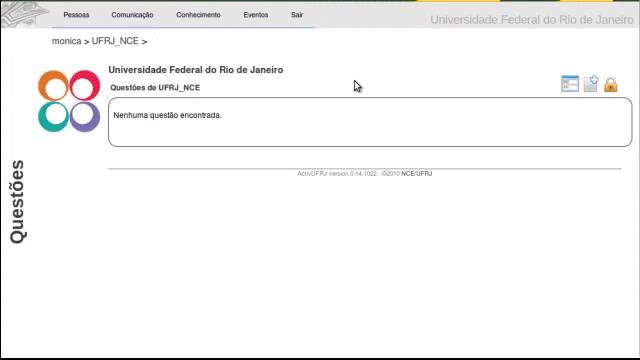 Pessoas Comunicação Conhecimento Eventos Sair
Universidade Federal do Rio de Janeiro
monica > UFRJ_NCE >
Universidade Federal do Rio de Janeiro
Questões de UFRJ_NCE
Nenhuma questão encontrada.
Questões
ActivUFRJ version 0.14.1022 - ©2010 NCE/UFRJ